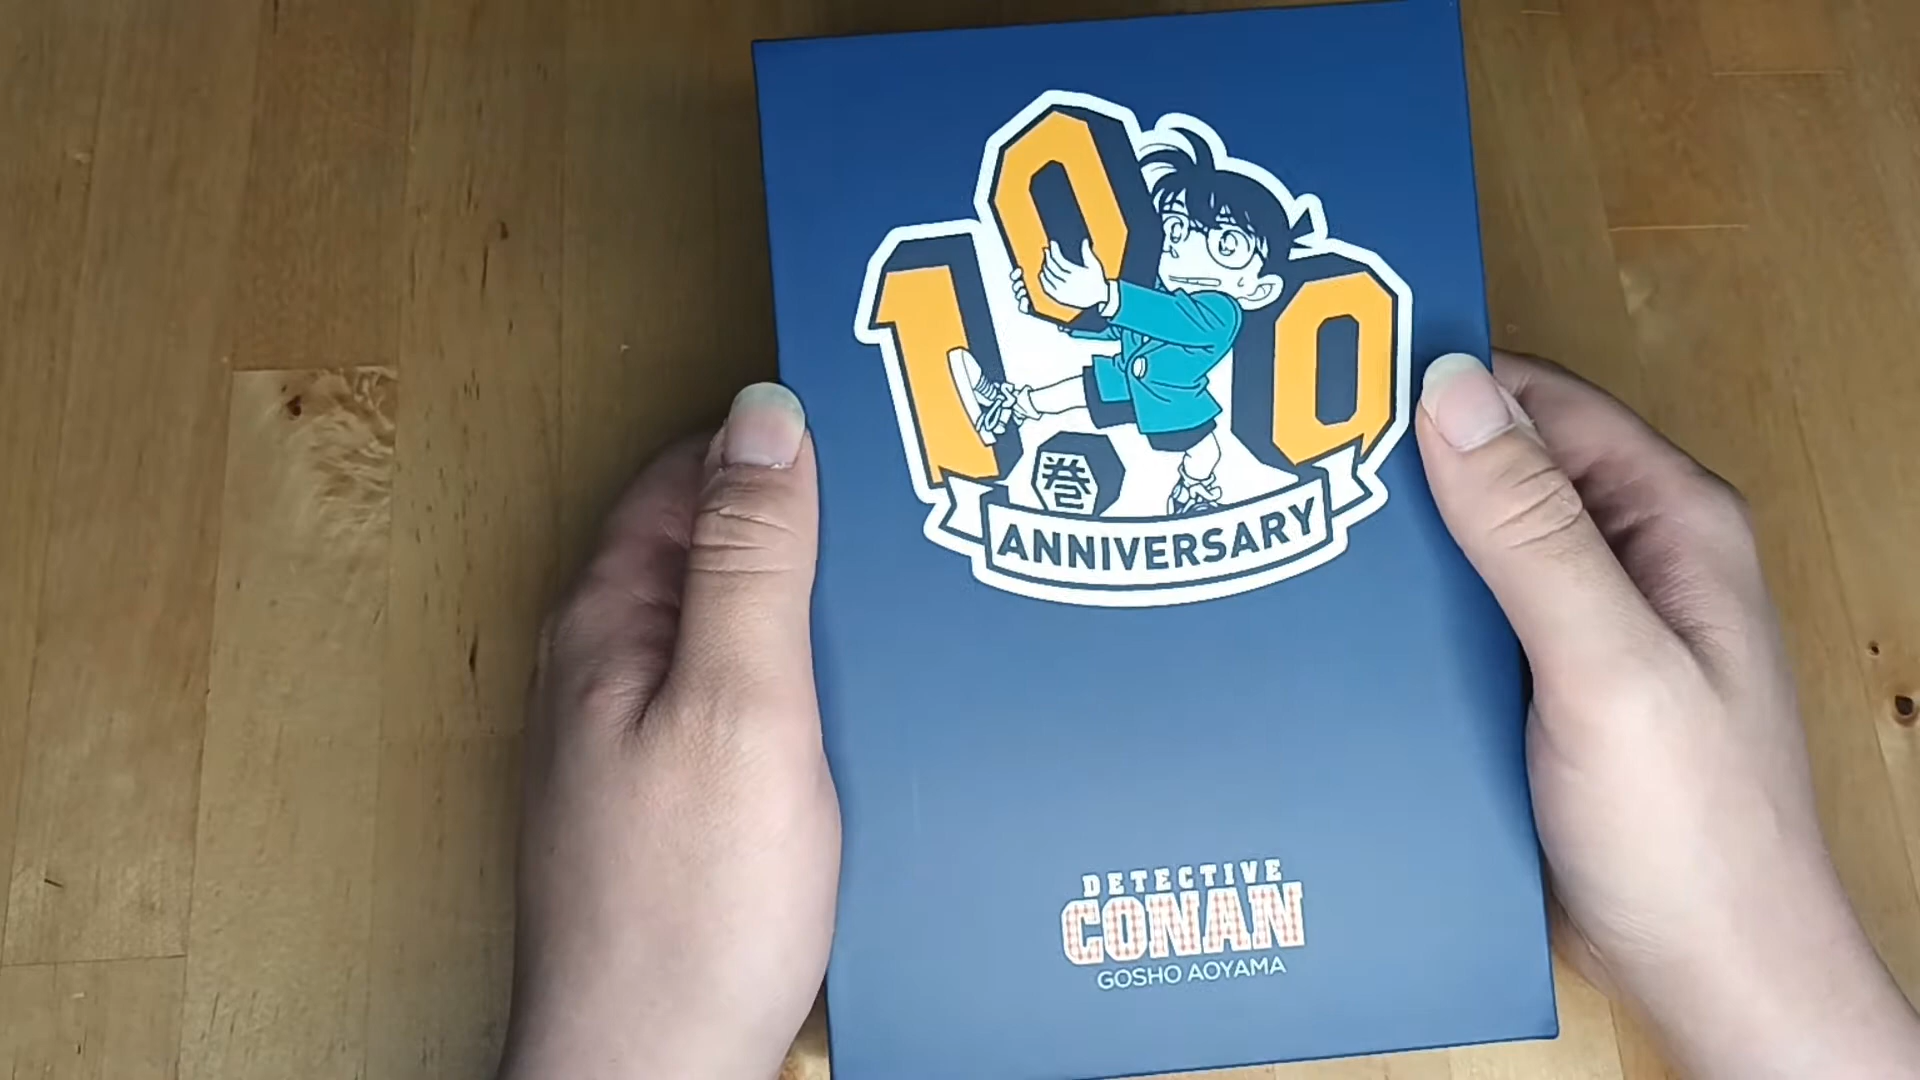 100
巻
ANNIVERSARY
DETECTIVE
CONAN
GOSHO AOYAMA